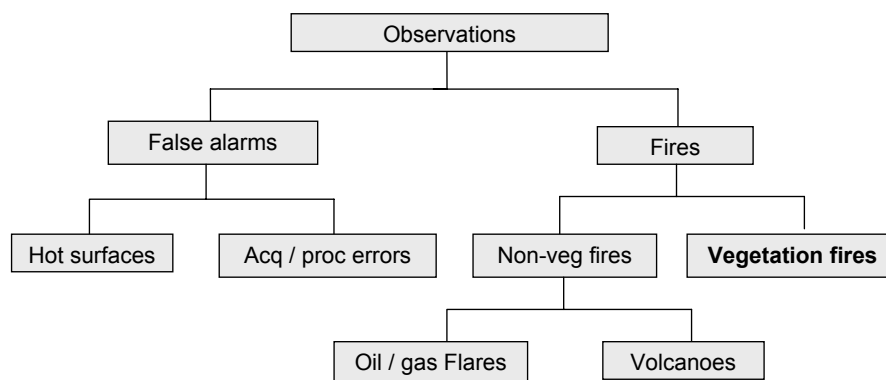 Observations
False alarms
Fires
Hot surfaces
Acq / proc errors
Non-veg fires
Vegetation fires
Oil / gas Flares
Volcanoes